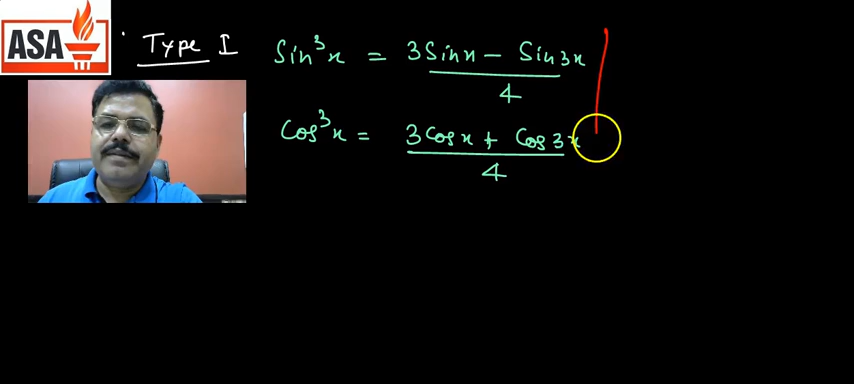 ASA
Type I
Sin³x = 3Sinx - Sin3x
4
Cos³x = 3Cosx + Cos3x
4